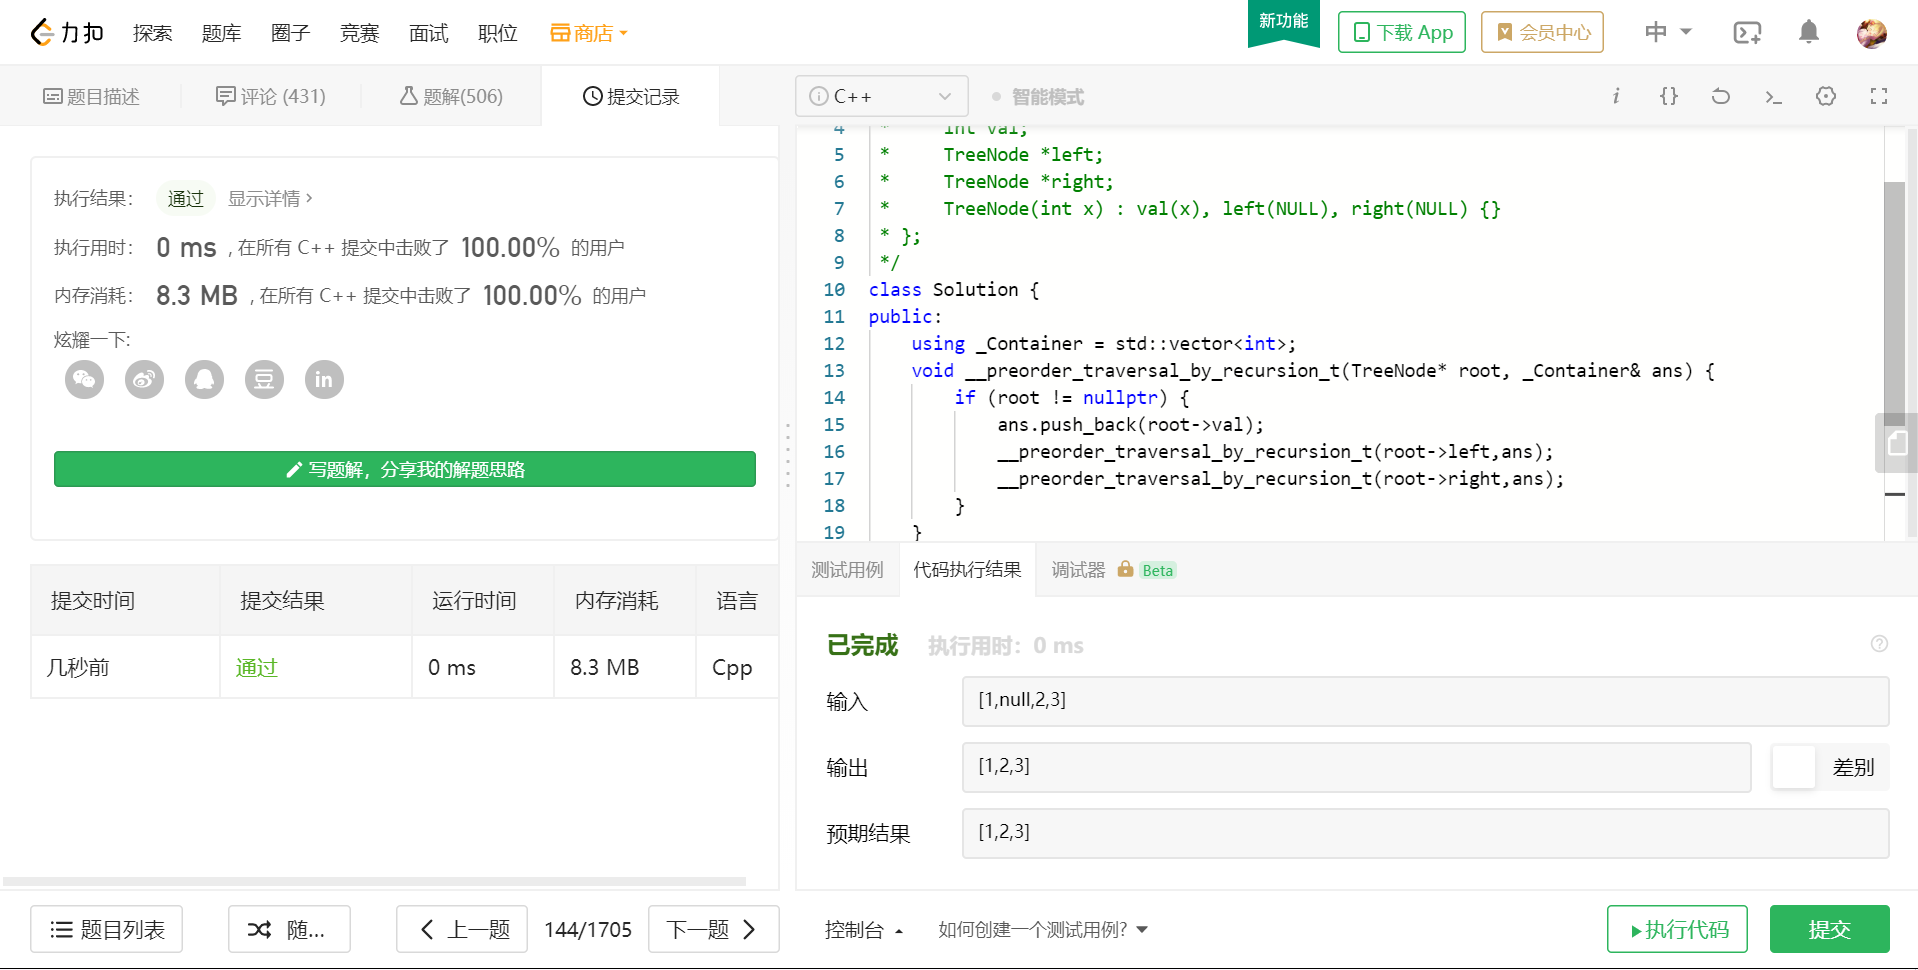 力扣 探索 题库 圈子 竞赛 面试 职位 商店 新功能 下载 App 会员中心 中
题目描述 评论 (431) 题解(506) 提交记录
C++ 智能模式
执行结果： 通过 显示详情 >
执行用时： 0 ms , 在所有 C++ 提交中击败了 100.00% 的用户
内存消耗： 8.3 MB , 在所有 C++ 提交中击败了 100.00% 的用户
炫耀一下:
豆 in
写题解，分享我的解题思路
提交时间 提交结果 运行时间 内存消耗 语言
几秒前 通过 0 ms 8.3 MB Cpp
4 *     int val;
5 *     TreeNode *left;
6 *     TreeNode *right;
7 *     TreeNode(int x) : val(x), left(NULL), right(NULL) {}
8 * };
9 */
10 class Solution {
11 public:
12     using _Container = std::vector<int>;
13     void __preorder_traversal_by_recursion_t(TreeNode* root, _Container& ans) {
14         if (root != nullptr) {
15             ans.push_back(root->val);
16             __preorder_traversal_by_recursion_t(root->left,ans);
17             __preorder_traversal_by_recursion_t(root->right,ans);
18         }
19     }
测试用例 代码执行结果 调试器 Beta
已完成 执行用时：0 ms
输入 [1,null,2,3]
输出 [1,2,3] 差别
预期结果 [1,2,3]
题目列表 随... 上一题 144/1705 下一题 控制台 如何创建一个测试用例? 执行代码 提交